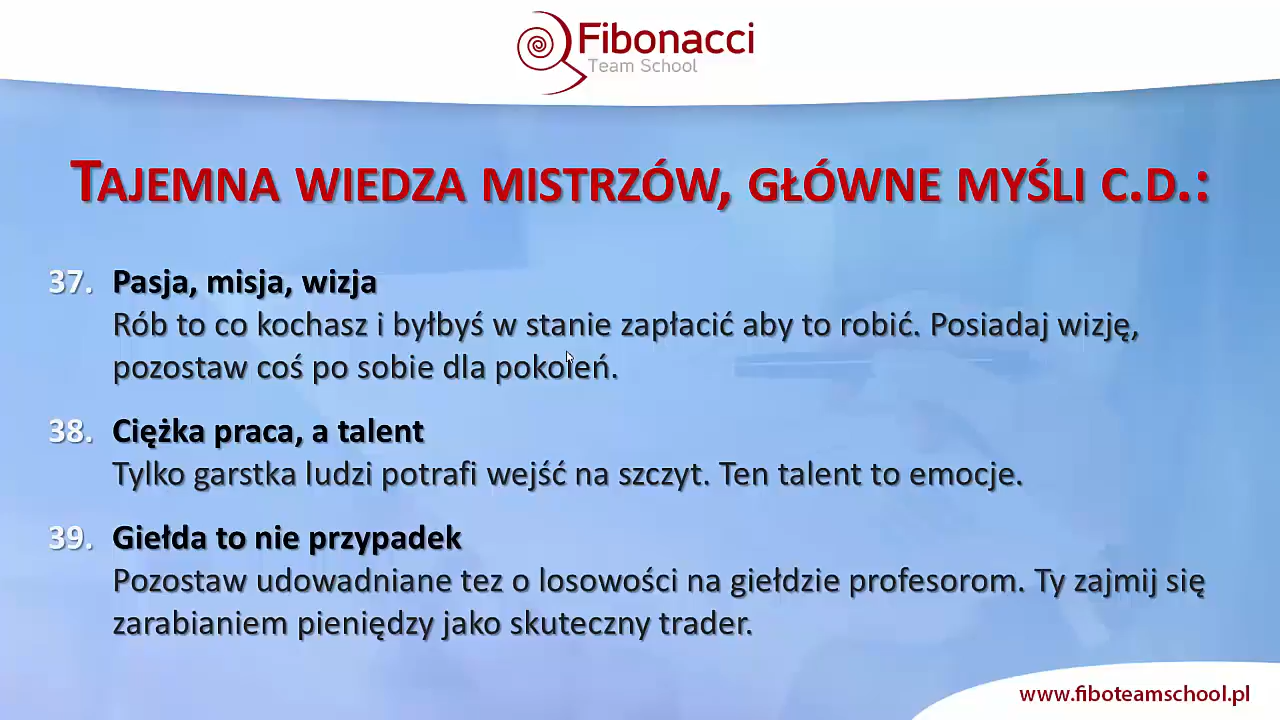 Fibonacci
Team School
TAJEMNA WIEDZA MISTRZÓW, GŁÓWNE MYŚLI C.D.:
37. Pasja, misja, wizja
Rób to co kochasz i byłbyś w stanie zapłacić aby to robić. Posiadaj wizję,
pozostaw coś po sobie dla pokoleń.
38. Ciężka praca, a talent
Tylko garstka ludzi potrafi wejść na szczyt. Ten talent to emocje.
39. Giełda to nie przypadek
Pozostaw udowadniane tez o losowości na giełdzie profesorom. Ty zajmij się
zarabianiem pieniędzy jako skuteczny trader.
www.fiboteamschool.pl